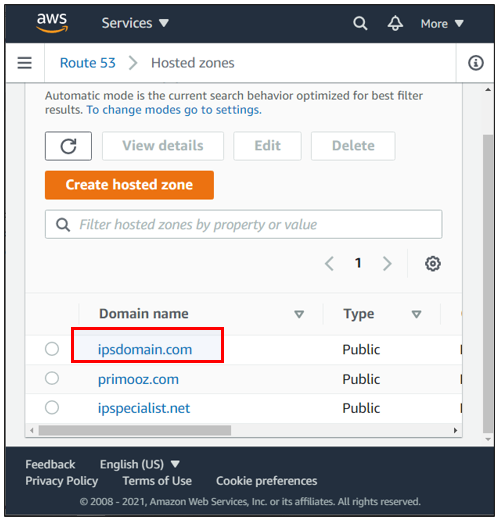 aws Services More
Route 53 Hosted zones
Automatic mode is the current search behavior optimized for best filter
results. To change modes go to settings.
View details Edit Delete
Create hosted zone
Filter hosted zones by property or value
1
Domain name Type
ipsdomain.com Public
primooz.com Public
ipspecialist.net Public
Feedback English (US)
Privacy Policy Terms of Use Cookie preferences
© 2008 - 2021, Amazon Web Services, Inc. or its affiliates. All rights reserved.